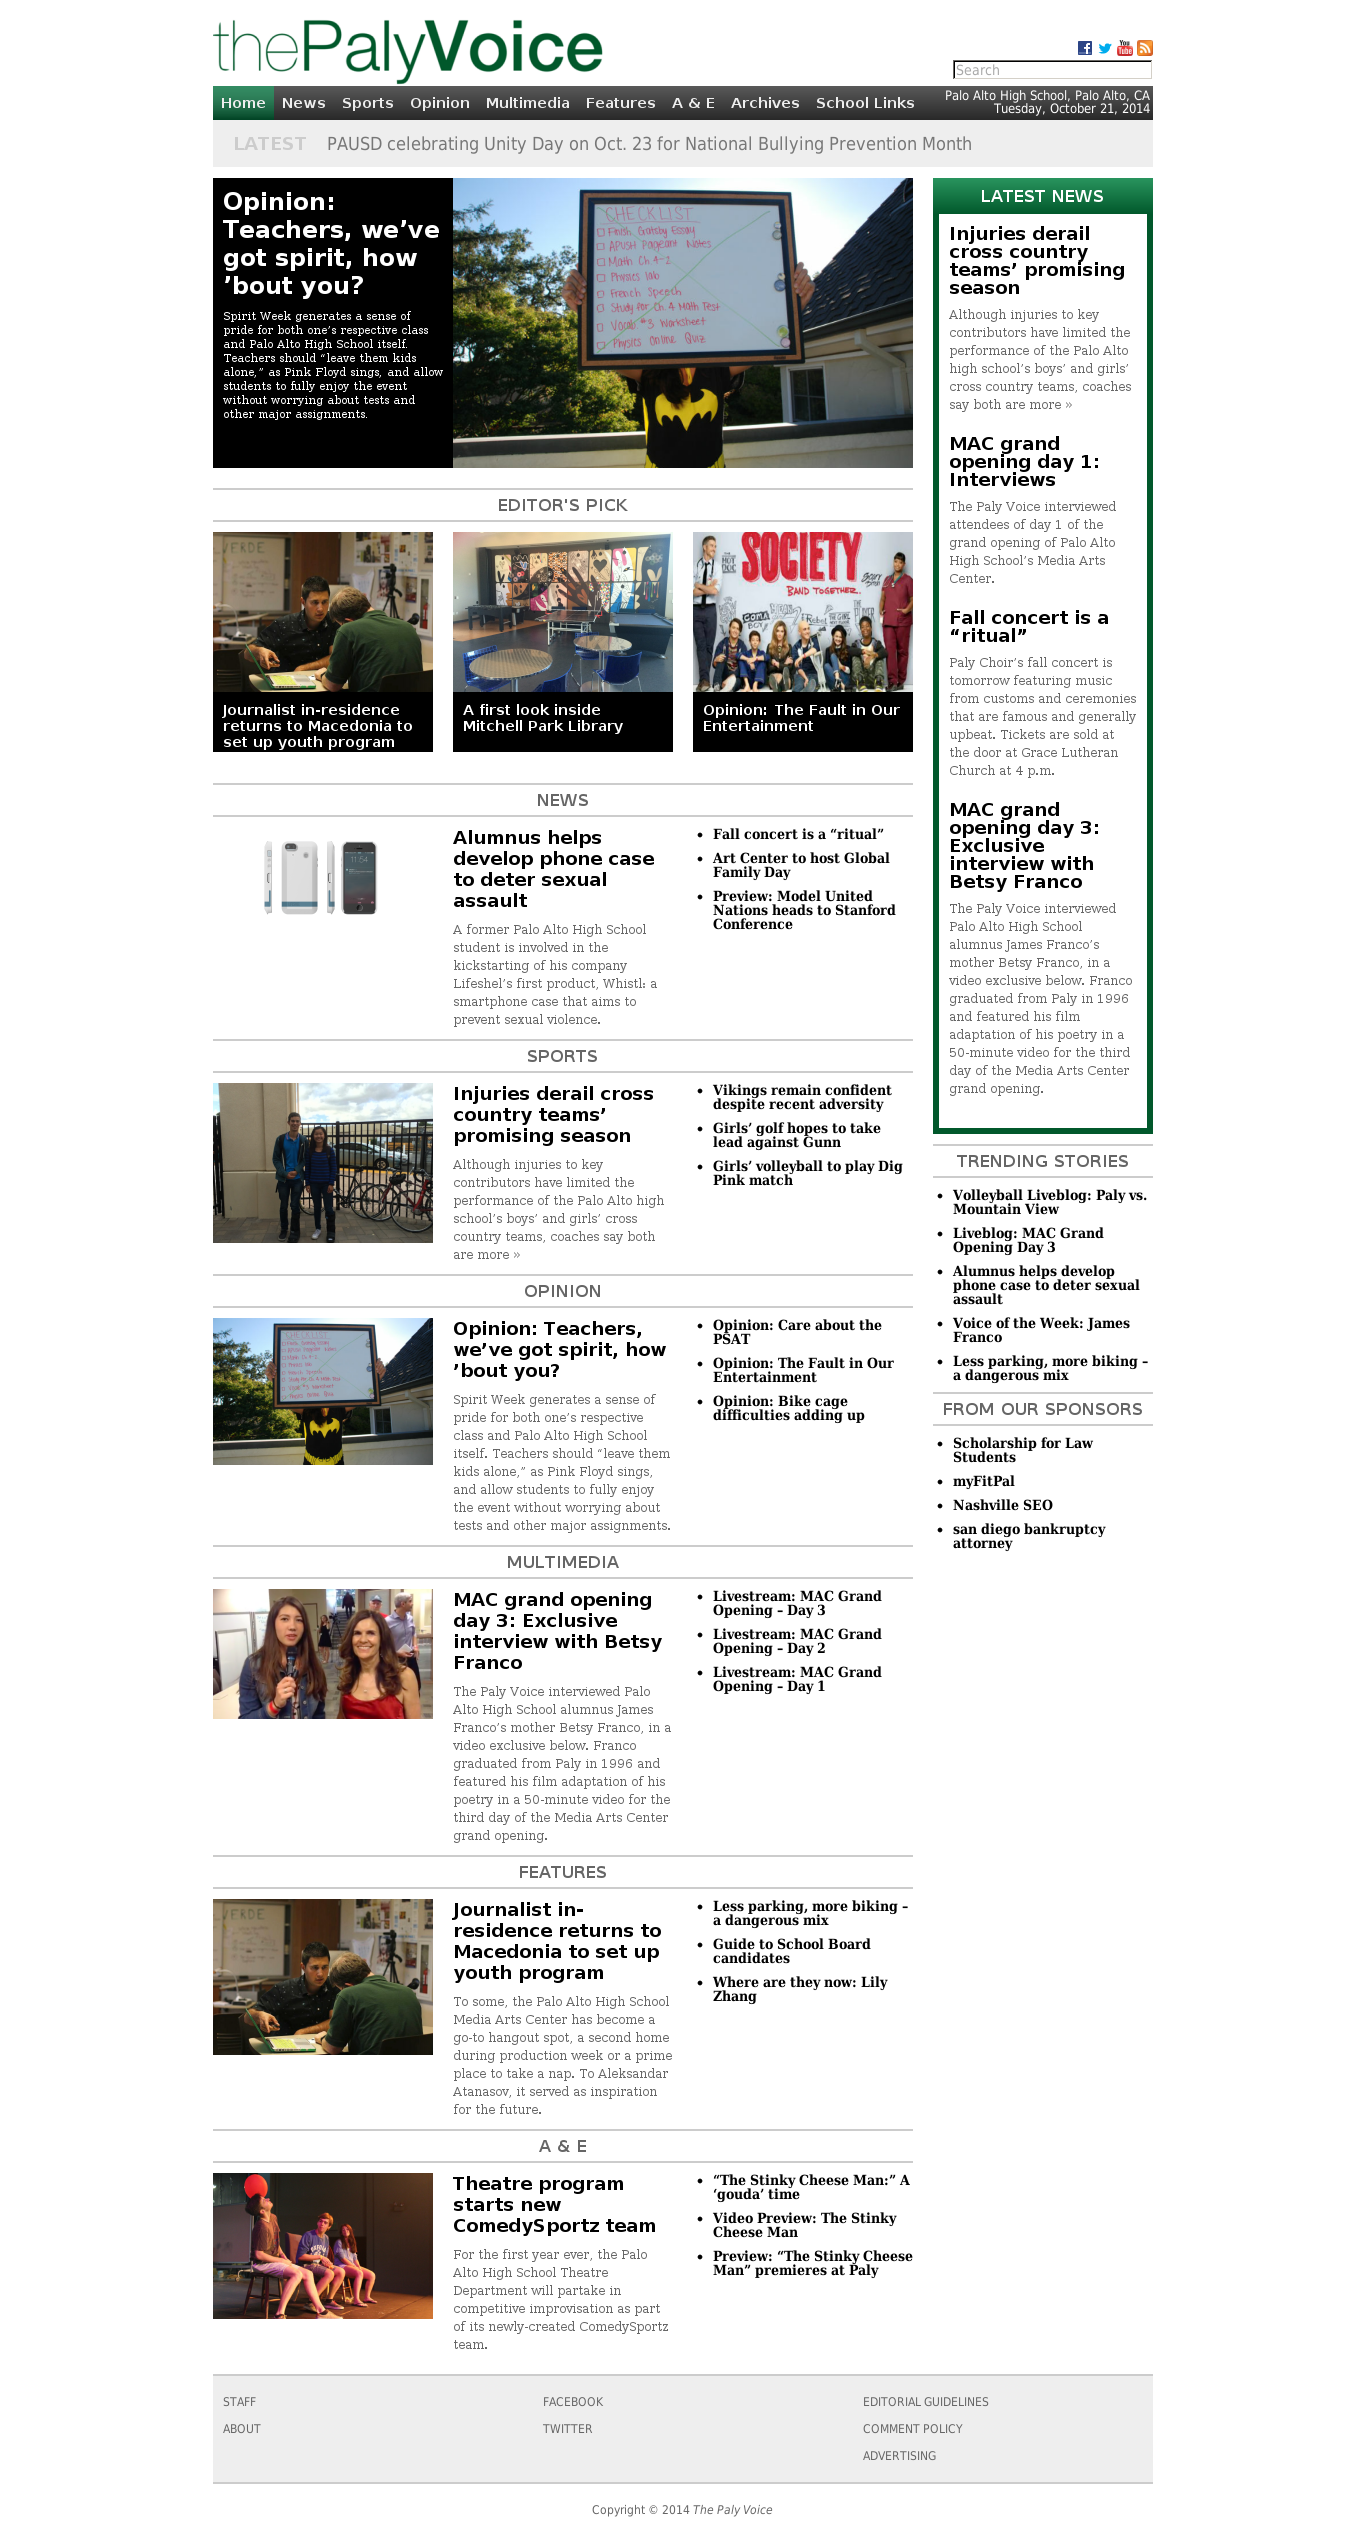 thePalyVoice
Search
Home News Sports Opinion Multimedia Features A & E Archives School Links
Palo Alto High School, Palo Alto, CA
Tuesday, October 21, 2014
LATEST PAUSD celebrating Unity Day on Oct. 23 for National Bullying Prevention Month
Opinion:
Teachers, we’ve
got spirit, how
’bout you?
Spirit Week generates a sense of
pride for both one’s respective class
and Palo Alto High School itself.
Teachers should “leave them kids
alone,” as Pink Floyd sings, and allow
students to fully enjoy the event
without worrying about tests and
other major assignments.
CHECKLIST
Finish Gatsby Essay
APUSH Pageant Notes
Math Ch. 4-2
Physics lab
French Speech
Study for Ch. 4 Math Test
Vocab #3 Worksheet
Physics Online Quiz
EDITOR'S PICK
VERDE
Journalist in-residence
returns to Macedonia to
set up youth program
A first look inside
Mitchell Park Library
SOCIETY
BAND TOGETHER.
COMA BOY
Rebel
Opinion: The Fault in Our
Entertainment
NEWS
Alumnus helps
develop phone case
to deter sexual
assault
A former Palo Alto High School
student is involved in the
kickstarting of his company
Lifeshel’s first product, Whistl: a
smartphone case that aims to
prevent sexual violence.
11:54
• Fall concert is a “ritual”
• Art Center to host Global
Family Day
• Preview: Model United
Nations heads to Stanford
Conference
SPORTS
Injuries derail cross
country teams’
promising season
Although injuries to key
contributors have limited the
performance of the Palo Alto high
school’s boys’ and girls’ cross
country teams, coaches say both
are more »
• Vikings remain confident
despite recent adversity
• Girls’ golf hopes to take
lead against Gunn
• Girls’ volleyball to play Dig
Pink match
OPINION
Opinion: Teachers,
we’ve got spirit, how
’bout you?
Spirit Week generates a sense of
pride for both one’s respective
class and Palo Alto High School
itself. Teachers should “leave them
kids alone,” as Pink Floyd sings,
and allow students to fully enjoy
the event without worrying about
tests and other major assignments.
• Opinion: Care about the
PSAT
• Opinion: The Fault in Our
Entertainment
• Opinion: Bike cage
difficulties adding up
MULTIMEDIA
MAC grand opening
day 3: Exclusive
interview with Betsy
Franco
The Paly Voice interviewed Palo
Alto High School alumnus James
Franco’s mother Betsy Franco, in a
video exclusive below. Franco
graduated from Paly in 1996 and
featured his film adaptation of his
poetry in a 50-minute video for the
third day of the Media Arts Center
grand opening.
• Livestream: MAC Grand
Opening – Day 3
• Livestream: MAC Grand
Opening – Day 2
• Livestream: MAC Grand
Opening – Day 1
FEATURES
VERDE
Journalist in-
residence returns to
Macedonia to set up
youth program
To some, the Palo Alto High School
Media Arts Center has become a
go-to hangout spot, a second home
during production week or a prime
place to take a nap. To Aleksandar
Atanasov, it served as inspiration
for the future.
• Less parking, more biking –
a dangerous mix
• Guide to School Board
candidates
• Where are they now: Lily
Zhang
A & E
Theatre program
starts new
ComedySportz team
For the first year ever, the Palo
Alto High School Theatre
Department will partake in
competitive improvisation as part
of its newly-created ComedySportz
team.
• “The Stinky Cheese Man:” A
‘gouda’ time
• Video Preview: The Stinky
Cheese Man
• Preview: “The Stinky Cheese
Man” premieres at Paly
LATEST NEWS
Injuries derail
cross country
teams’ promising
season
Although injuries to key
contributors have limited the
performance of the Palo Alto
high school’s boys’ and girls’
cross country teams, coaches
say both are more »
MAC grand
opening day 1:
Interviews
The Paly Voice interviewed
attendees of day 1 of the
grand opening of Palo Alto
High School’s Media Arts
Center.
Fall concert is a
“ritual”
Paly Choir’s fall concert is
tomorrow featuring music
from customs and ceremonies
that are famous and generally
upbeat. Tickets are sold at
the door at Grace Lutheran
Church at 4 p.m.
MAC grand
opening day 3:
Exclusive
interview with
Betsy Franco
The Paly Voice interviewed
Palo Alto High School
alumnus James Franco’s
mother Betsy Franco, in a
video exclusive below. Franco
graduated from Paly in 1996
and featured his film
adaptation of his poetry in a
50-minute video for the third
day of the Media Arts Center
grand opening.
TRENDING STORIES
• Volleyball Liveblog: Paly vs.
Mountain View
• Liveblog: MAC Grand
Opening Day 3
• Alumnus helps develop
phone case to deter sexual
assault
• Voice of the Week: James
Franco
• Less parking, more biking –
a dangerous mix
FROM OUR SPONSORS
• Scholarship for Law
Students
• myFitPal
• Nashville SEO
• san diego bankruptcy
attorney
STAFF
ABOUT
FACEBOOK
TWITTER
EDITORIAL GUIDELINES
COMMENT POLICY
ADVERTISING
Copyright © 2014 The Paly Voice